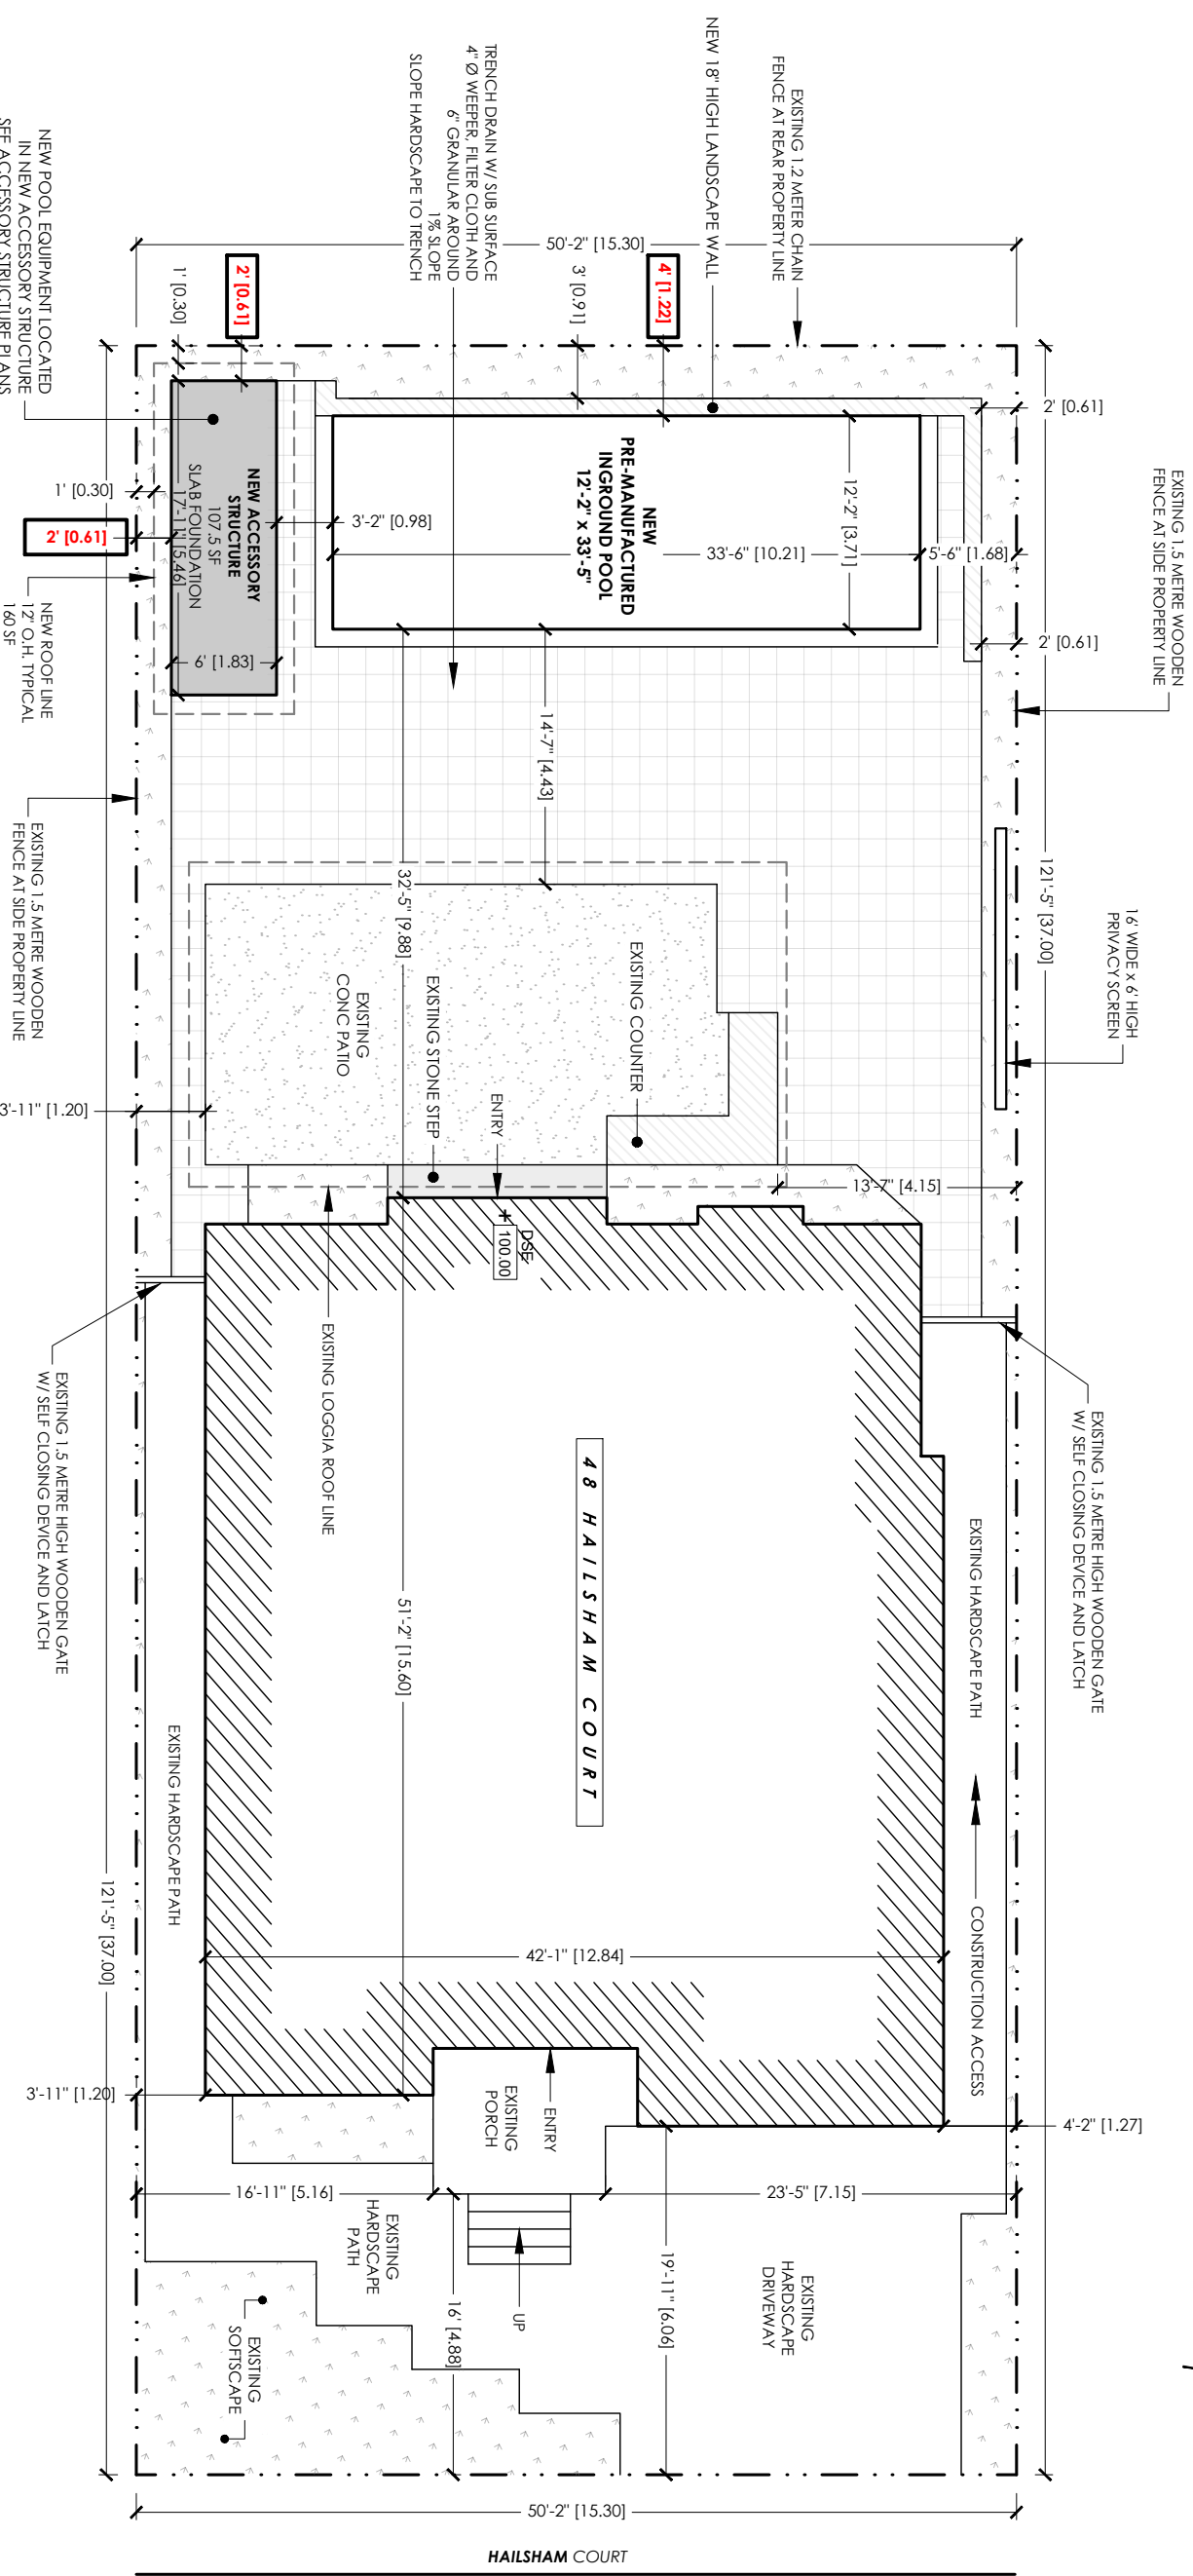 EXISTING 1.2 METER CHAIN
FENCE AT REAR PROPERTY LINE
NEW 18" HIGH LANDSCAPE WALL
TRENCH DRAIN W/ SUB SURFACE
4" Ø WEEPER, FILTER CLOTH AND
6" GRANULAR AROUND
1% SLOPE
SLOPE HARDSCAPE TO TRENCH
NEW POOL EQUIPMENT LOCATED
IN NEW ACCESSORY STRUCTURE
SEE ACCESSORY STRUCTURE PLANS
50'-2" [15.30]
1' [0.30]
2' [0.61]
3' [0.91]
4' [1.22]
2' [0.61]
EXISTING 1.5 METRE WOODEN
FENCE AT SIDE PROPERTY LINE
NEW
PRE-MANUFACTURED
INGROUND POOL
12'-2" x 33'-5"
12'-2" [3.71]
33'-6" [10.21]
5'-6" [1.68]
3'-2" [0.98]
NEW ACCESSORY
STRUCTURE
107.5 SF
SLAB FOUNDATION
17'-11" [5.46]
6' [1.83]
1' [0.30]
2' [0.61]
2' [0.61]
NEW ROOF LINE
12" O.H. TYPICAL
160 SF
14'-7" [4.43]
32'-5" [9.88]
121'-5" [37.00]
16' WIDE x 6' HIGH
PRIVACY SCREEN
EXISTING 1.5 METRE WOODEN
FENCE AT SIDE PROPERTY LINE
EXISTING COUNTER
EXISTING STONE STEP
EXISTING
CONC PATIO
ENTRY
3'-11" [1.20]
13'-7" [4.15]
DSE
100.00
EXISTING LOGGIA ROOF LINE
EXISTING 1.5 METRE HIGH WOODEN GATE
W/ SELF CLOSING DEVICE AND LATCH
EXISTING 1.5 METRE HIGH WOODEN GATE
W/ SELF CLOSING DEVICE AND LATCH
48 HAILSHAM COURT
51'-2" [15.60]
EXISTING HARDSCAPE PATH
CONSTRUCTION ACCESS
EXISTING HARDSCAPE PATH
121'-5" [37.00]
42'-1" [12.84]
3'-11" [1.20]
4'-2" [1.27]
ENTRY
EXISTING
PORCH
16'-11" [5.16]
23'-5" [7.15]
EXISTING
HARDSCAPE
PATH
UP
16' [4.88]
19'-11" [6.06]
EXISTING
HARDSCAPE
DRIVEWAY
EXISTING
SOFTSCAPE
50'-2" [15.30]
HAILSHAM COURT